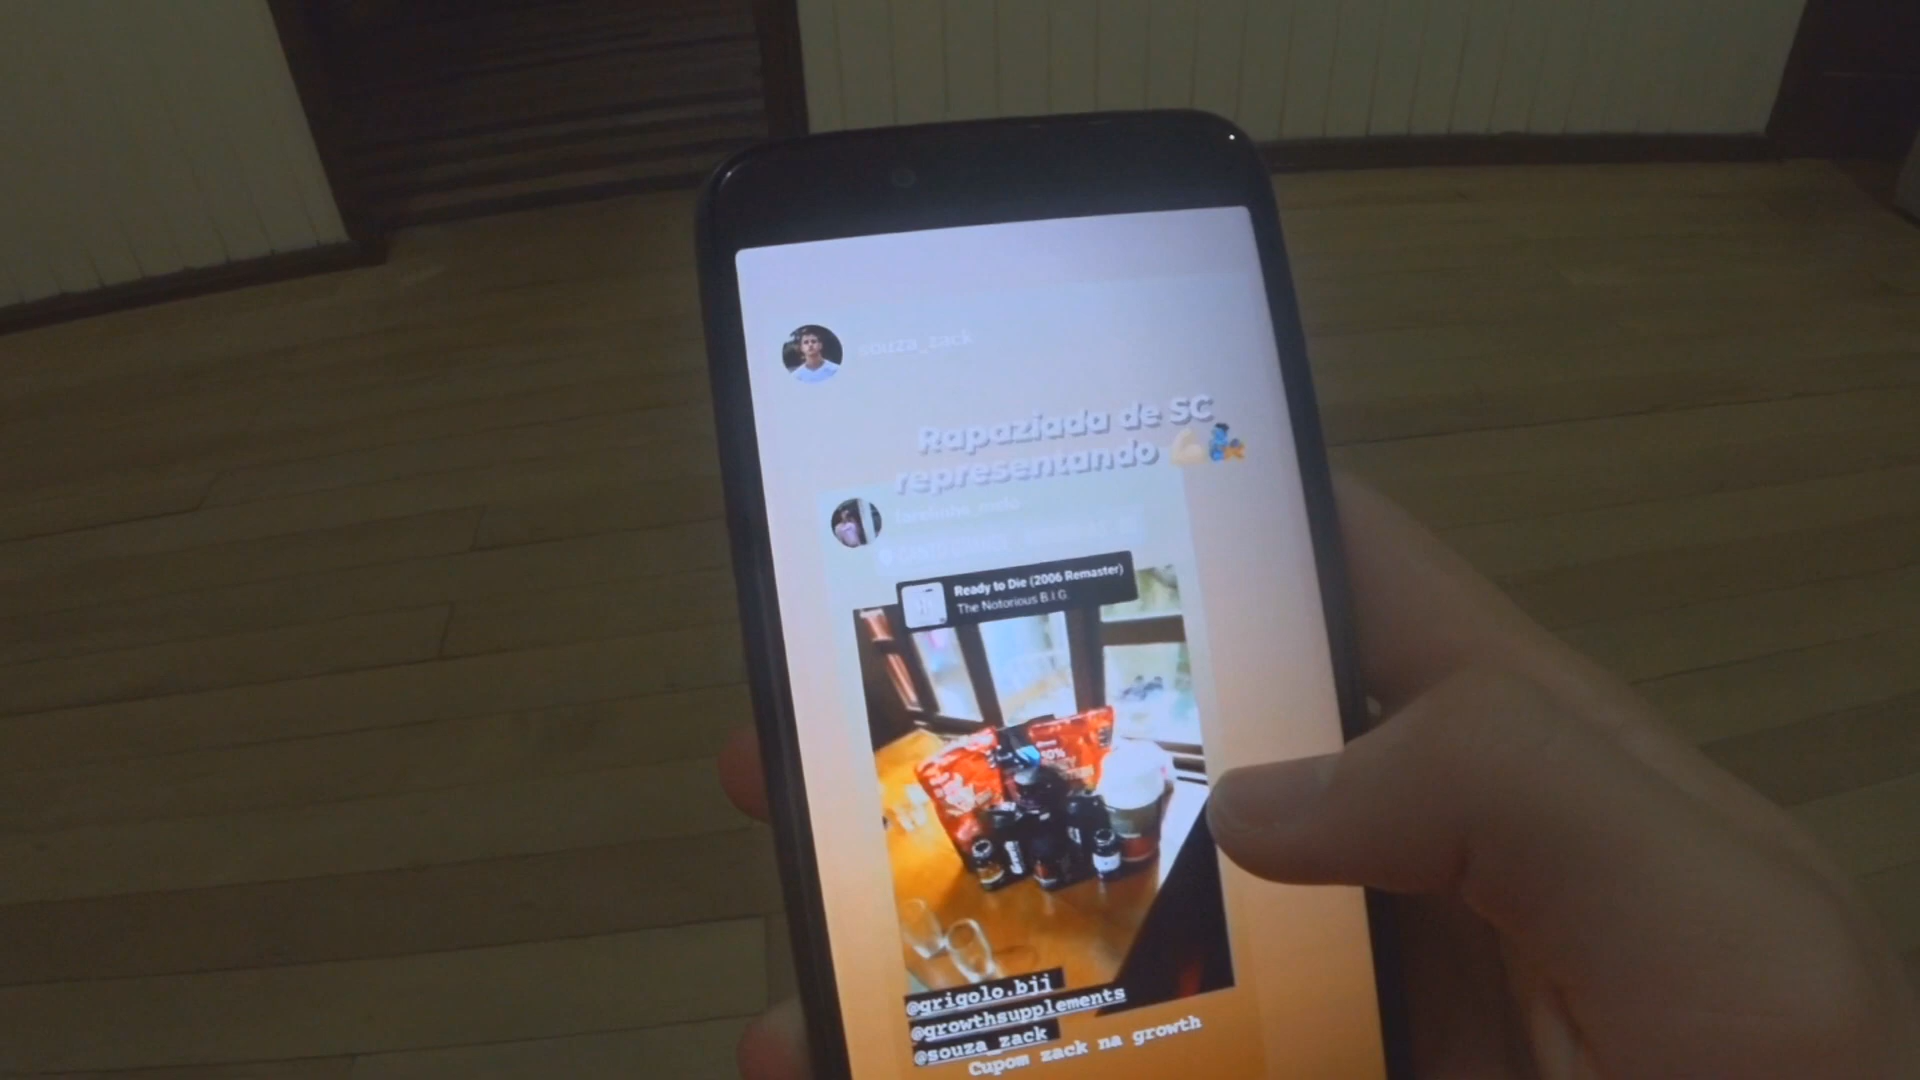 souza_zack
Rapaziada de SC
representando 💪🏼
Ready to Die (2006 Remaster)
The Notorious B.I.G.
@grigolo.bjj
@growthsupplements
@souza_zack
Cupom zack na growth